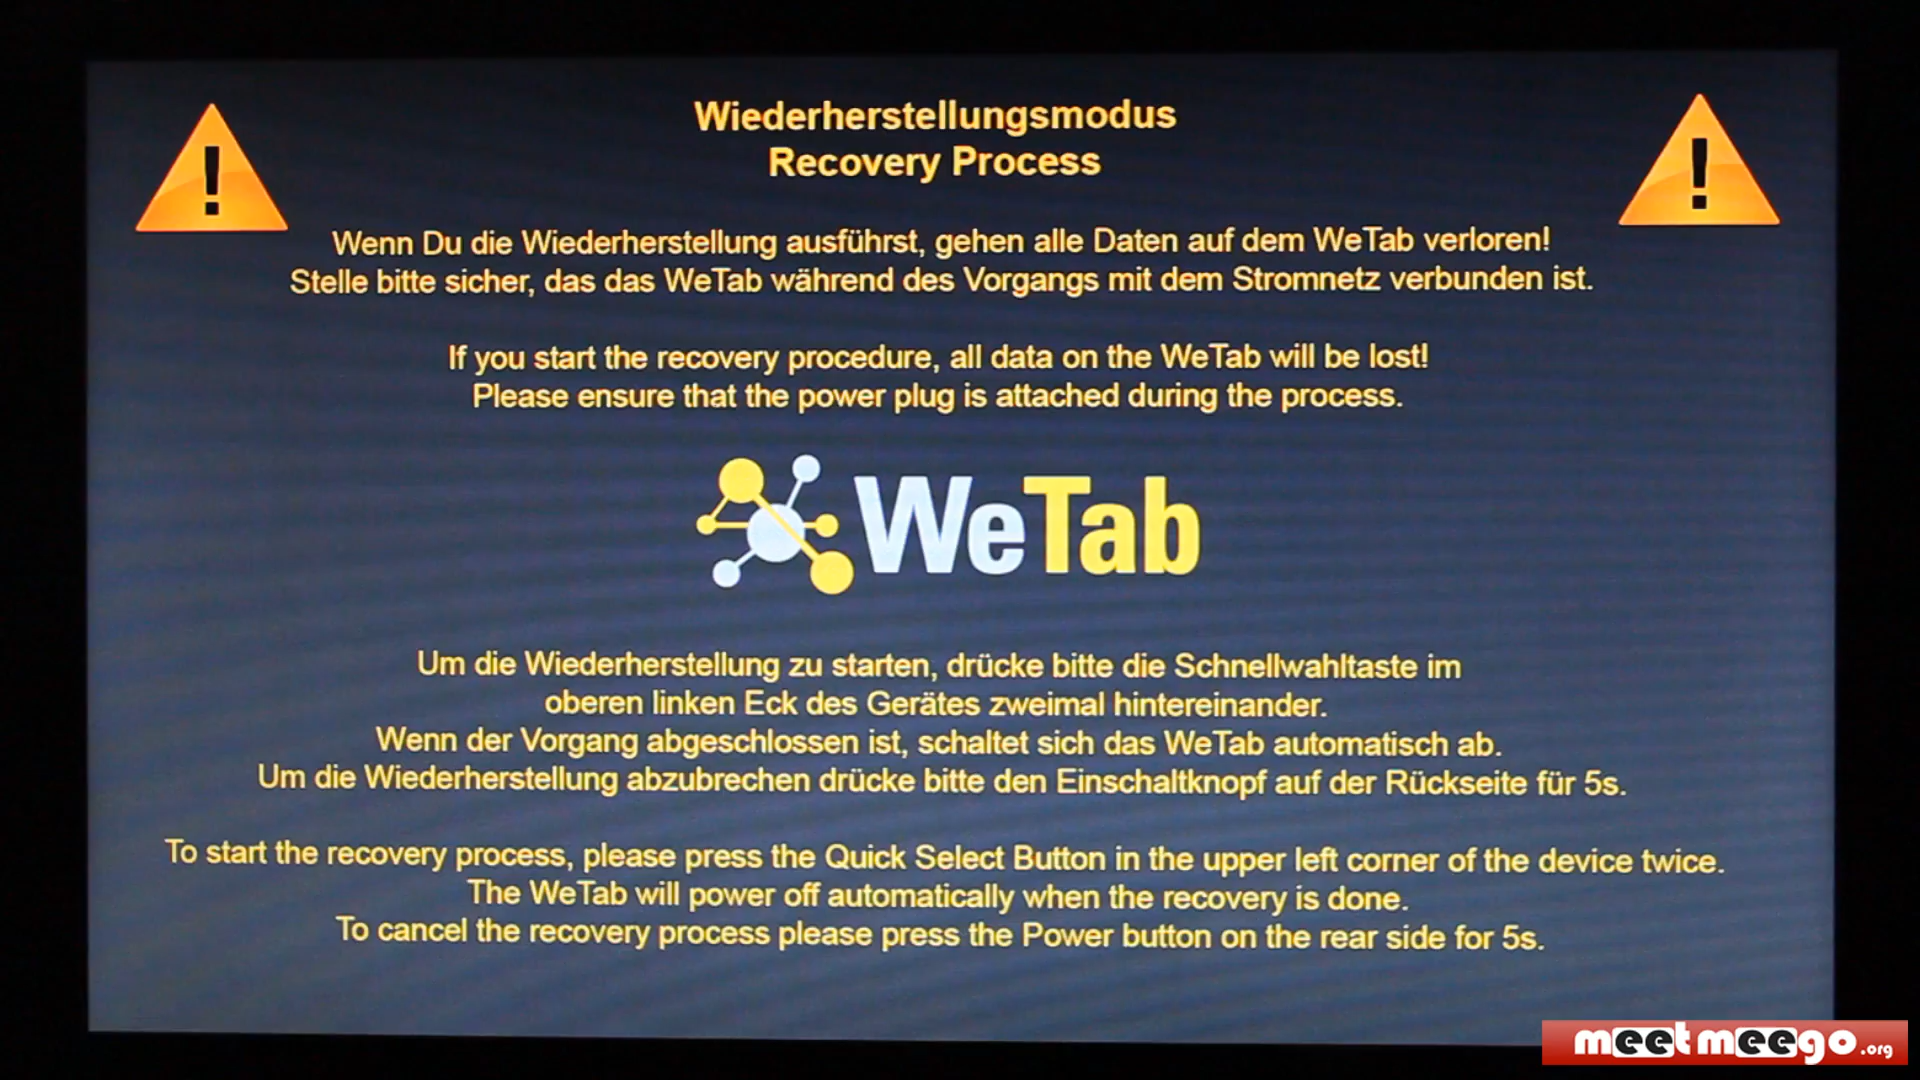 Wiederherstellungsmodus
Recovery Process
!
!
Wenn Du die Wiederherstellung ausführst, gehen alle Daten auf dem WeTab verloren!
Stelle bitte sicher, das das WeTab während des Vorgangs mit dem Stromnetz verbunden ist.
If you start the recovery procedure, all data on the WeTab will be lost!
Please ensure that the power plug is attached during the process.
WeTab
Um die Wiederherstellung zu starten, drücke bitte die Schnellwahltaste im
oberen linken Eck des Gerätes zweimal hintereinander.
Wenn der Vorgang abgeschlossen ist, schaltet sich das WeTab automatisch ab.
Um die Wiederherstellung abzubrechen drücke bitte den Einschaltknopf auf der Rückseite für 5s.
To start the recovery process, please press the Quick Select Button in the upper left corner of the device twice.
The WeTab will power off automatically when the recovery is done.
To cancel the recovery process please press the Power button on the rear side for 5s.
meetmeego.org